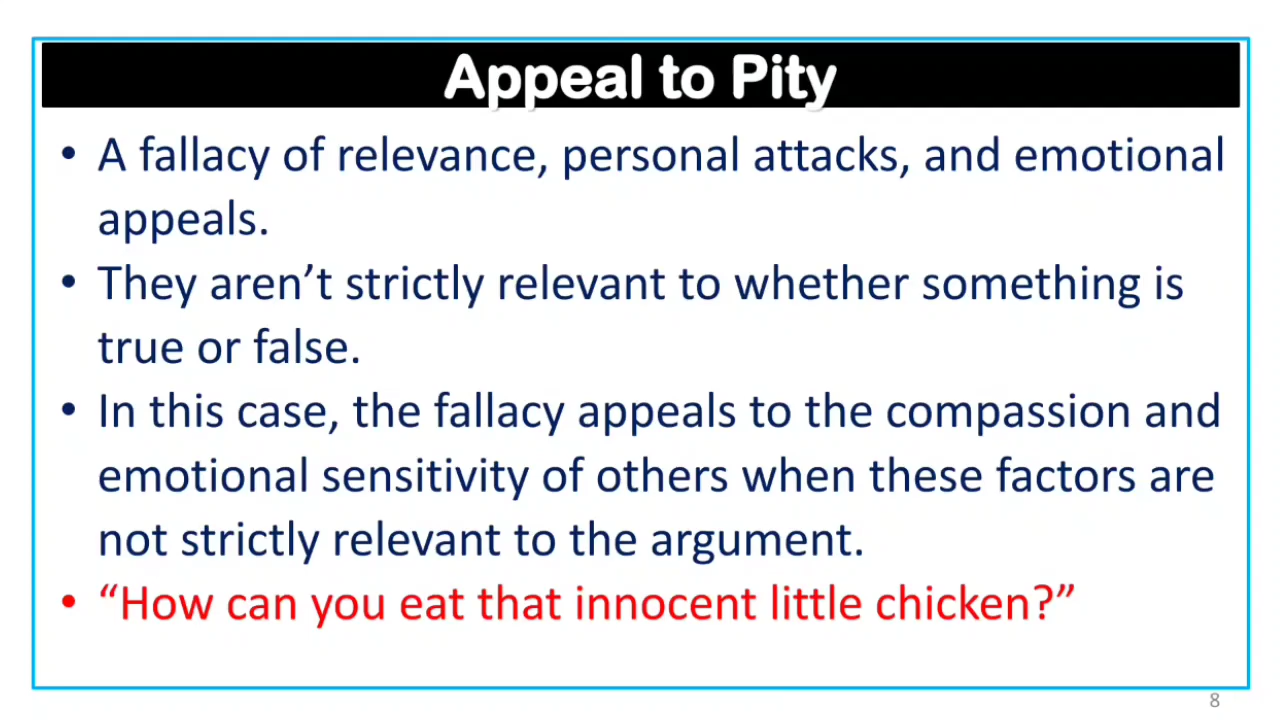 Appeal to Pity
• A fallacy of relevance, personal attacks, and emotional
appeals.
• They aren’t strictly relevant to whether something is
true or false.
• In this case, the fallacy appeals to the compassion and
emotional sensitivity of others when these factors are
not strictly relevant to the argument.
• “How can you eat that innocent little chicken?”
8